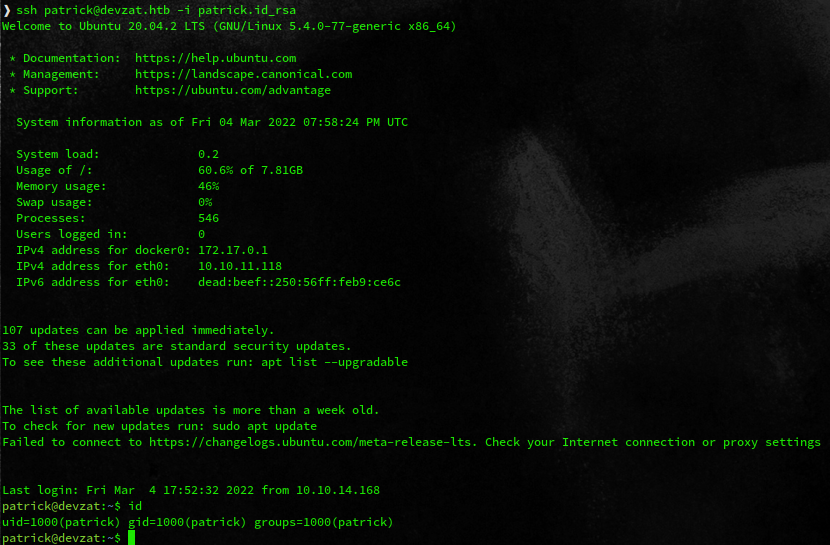 ❯ ssh patrick@devzat.htb -i patrick.id_rsa
Welcome to Ubuntu 20.04.2 LTS (GNU/Linux 5.4.0-77-generic x86_64)
* Documentation:  https://help.ubuntu.com
* Management:     https://landscape.canonical.com
* Support:        https://ubuntu.com/advantage
System information as of Fri 04 Mar 2022 07:58:24 PM UTC
System load:              0.2
Usage of /:               60.6% of 7.81GB
Memory usage:             46%
Swap usage:               0%
Processes:                546
Users logged in:          0
IPv4 address for docker0: 172.17.0.1
IPv4 address for eth0:    10.10.11.118
IPv6 address for eth0:    dead:beef::250:56ff:feb9:ce6c
107 updates can be applied immediately.
33 of these updates are standard security updates.
To see these additional updates run: apt list --upgradable
The list of available updates is more than a week old.
To check for new updates run: sudo apt update
Failed to connect to https://changelogs.ubuntu.com/meta-release-lts. Check your Internet connection or proxy settings
Last login: Fri Mar  4 17:52:32 2022 from 10.10.14.168
patrick@devzat:~$ id
uid=1000(patrick) gid=1000(patrick) groups=1000(patrick)
patrick@devzat:~$